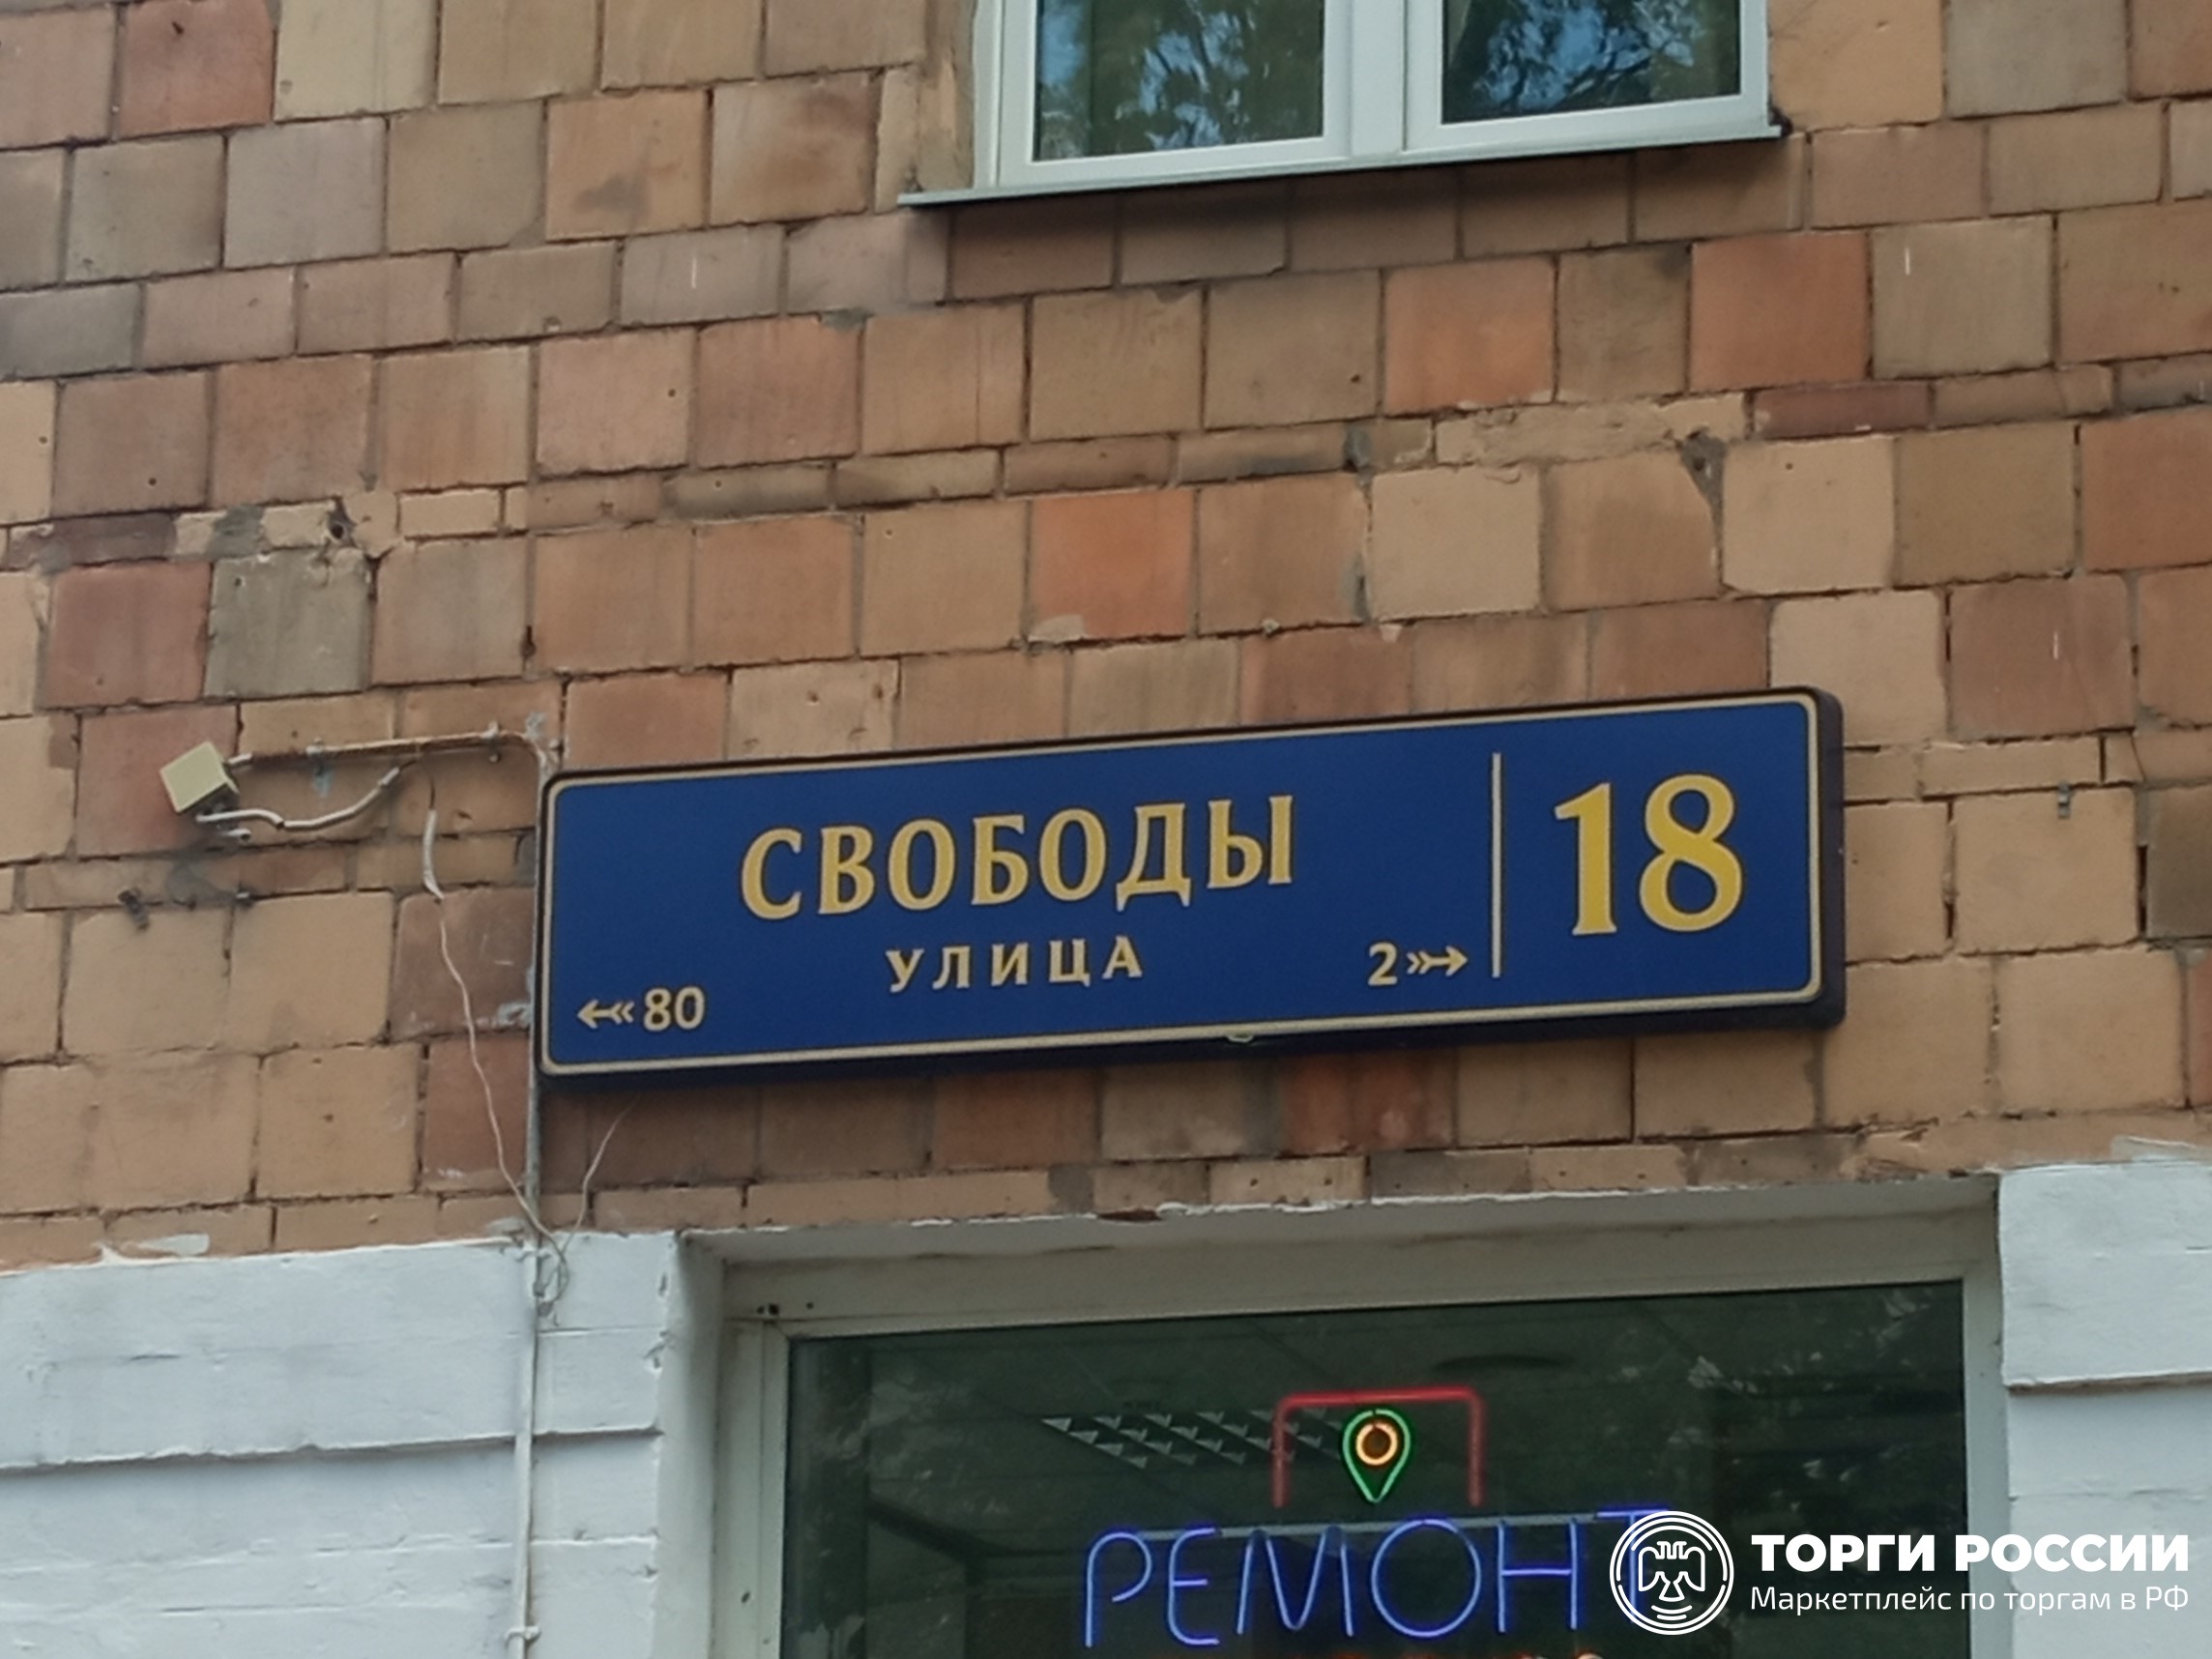 СВОБОДЫ
УЛИЦА
←«80
2»→
18
РЕМОНТ
ТОРГИ РОССИИ
Маркетплейс по торгам в РФ